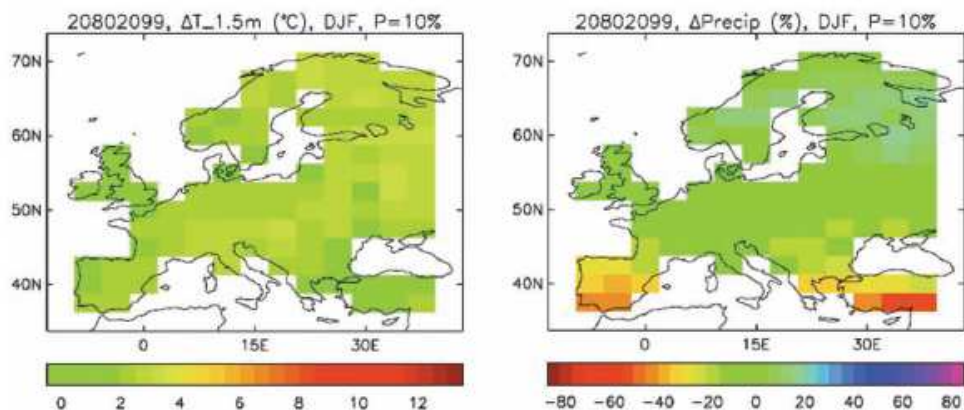 20802099, ΔT_1.5m (°C), DJF, P=10%
70N
60N
50N
40N
0
15E
30E
0
2
4
6
8
10
12
20802099, ΔPrecip (%), DJF, P=10%
70N
60N
50N
40N
0
15E
30E
−80
−60
−40
−20
0
20
40
60
80